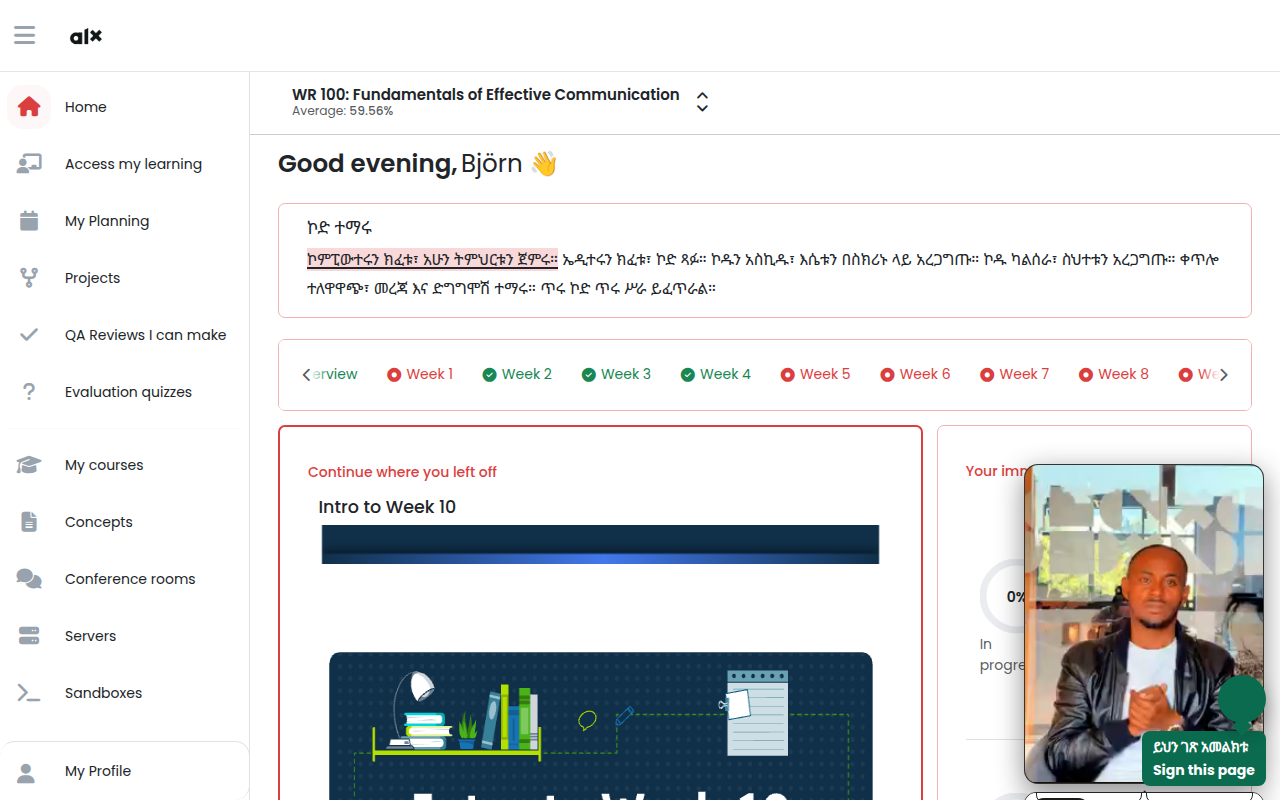 alx
Home
Access my learning
My Planning
Projects
QA Reviews I can make
Evaluation quizzes
My courses
Concepts
Conference rooms
Servers
Sandboxes
My Profile
WR 100: Fundamentals of Effective Communication
Average: 59.56%
Good evening, Björn 👋
ኮድ ተማሩ
ኮምፒውተሩን ክፈቱ፣ አሁን ትምህርቱን ጀምሩ። ኤዲተሩን ክፈቱ፣ ኮድ ጻፉ። ኮዱን አስኪዱ፣ እሴቱን በስክሪኑ ላይ አረጋግጡ። ኮዱ ካልሰራ፣ ስህተቱን አረጋግጡ። ቀጥሎ
ተለዋዋጭ፣ መረጃ እና ድግግሞሽ ተማሩ። ጥሩ ኮድ ጥሩ ሥራ ይፈጥራል።
erview Week 1 Week 2 Week 3 Week 4 Week 5 Week 6 Week 7 Week 8 We
Continue where you left off
Intro to Week 10
Your imm
0%
In
progre
ይህን ገጽ አመልክቱ
Sign this page